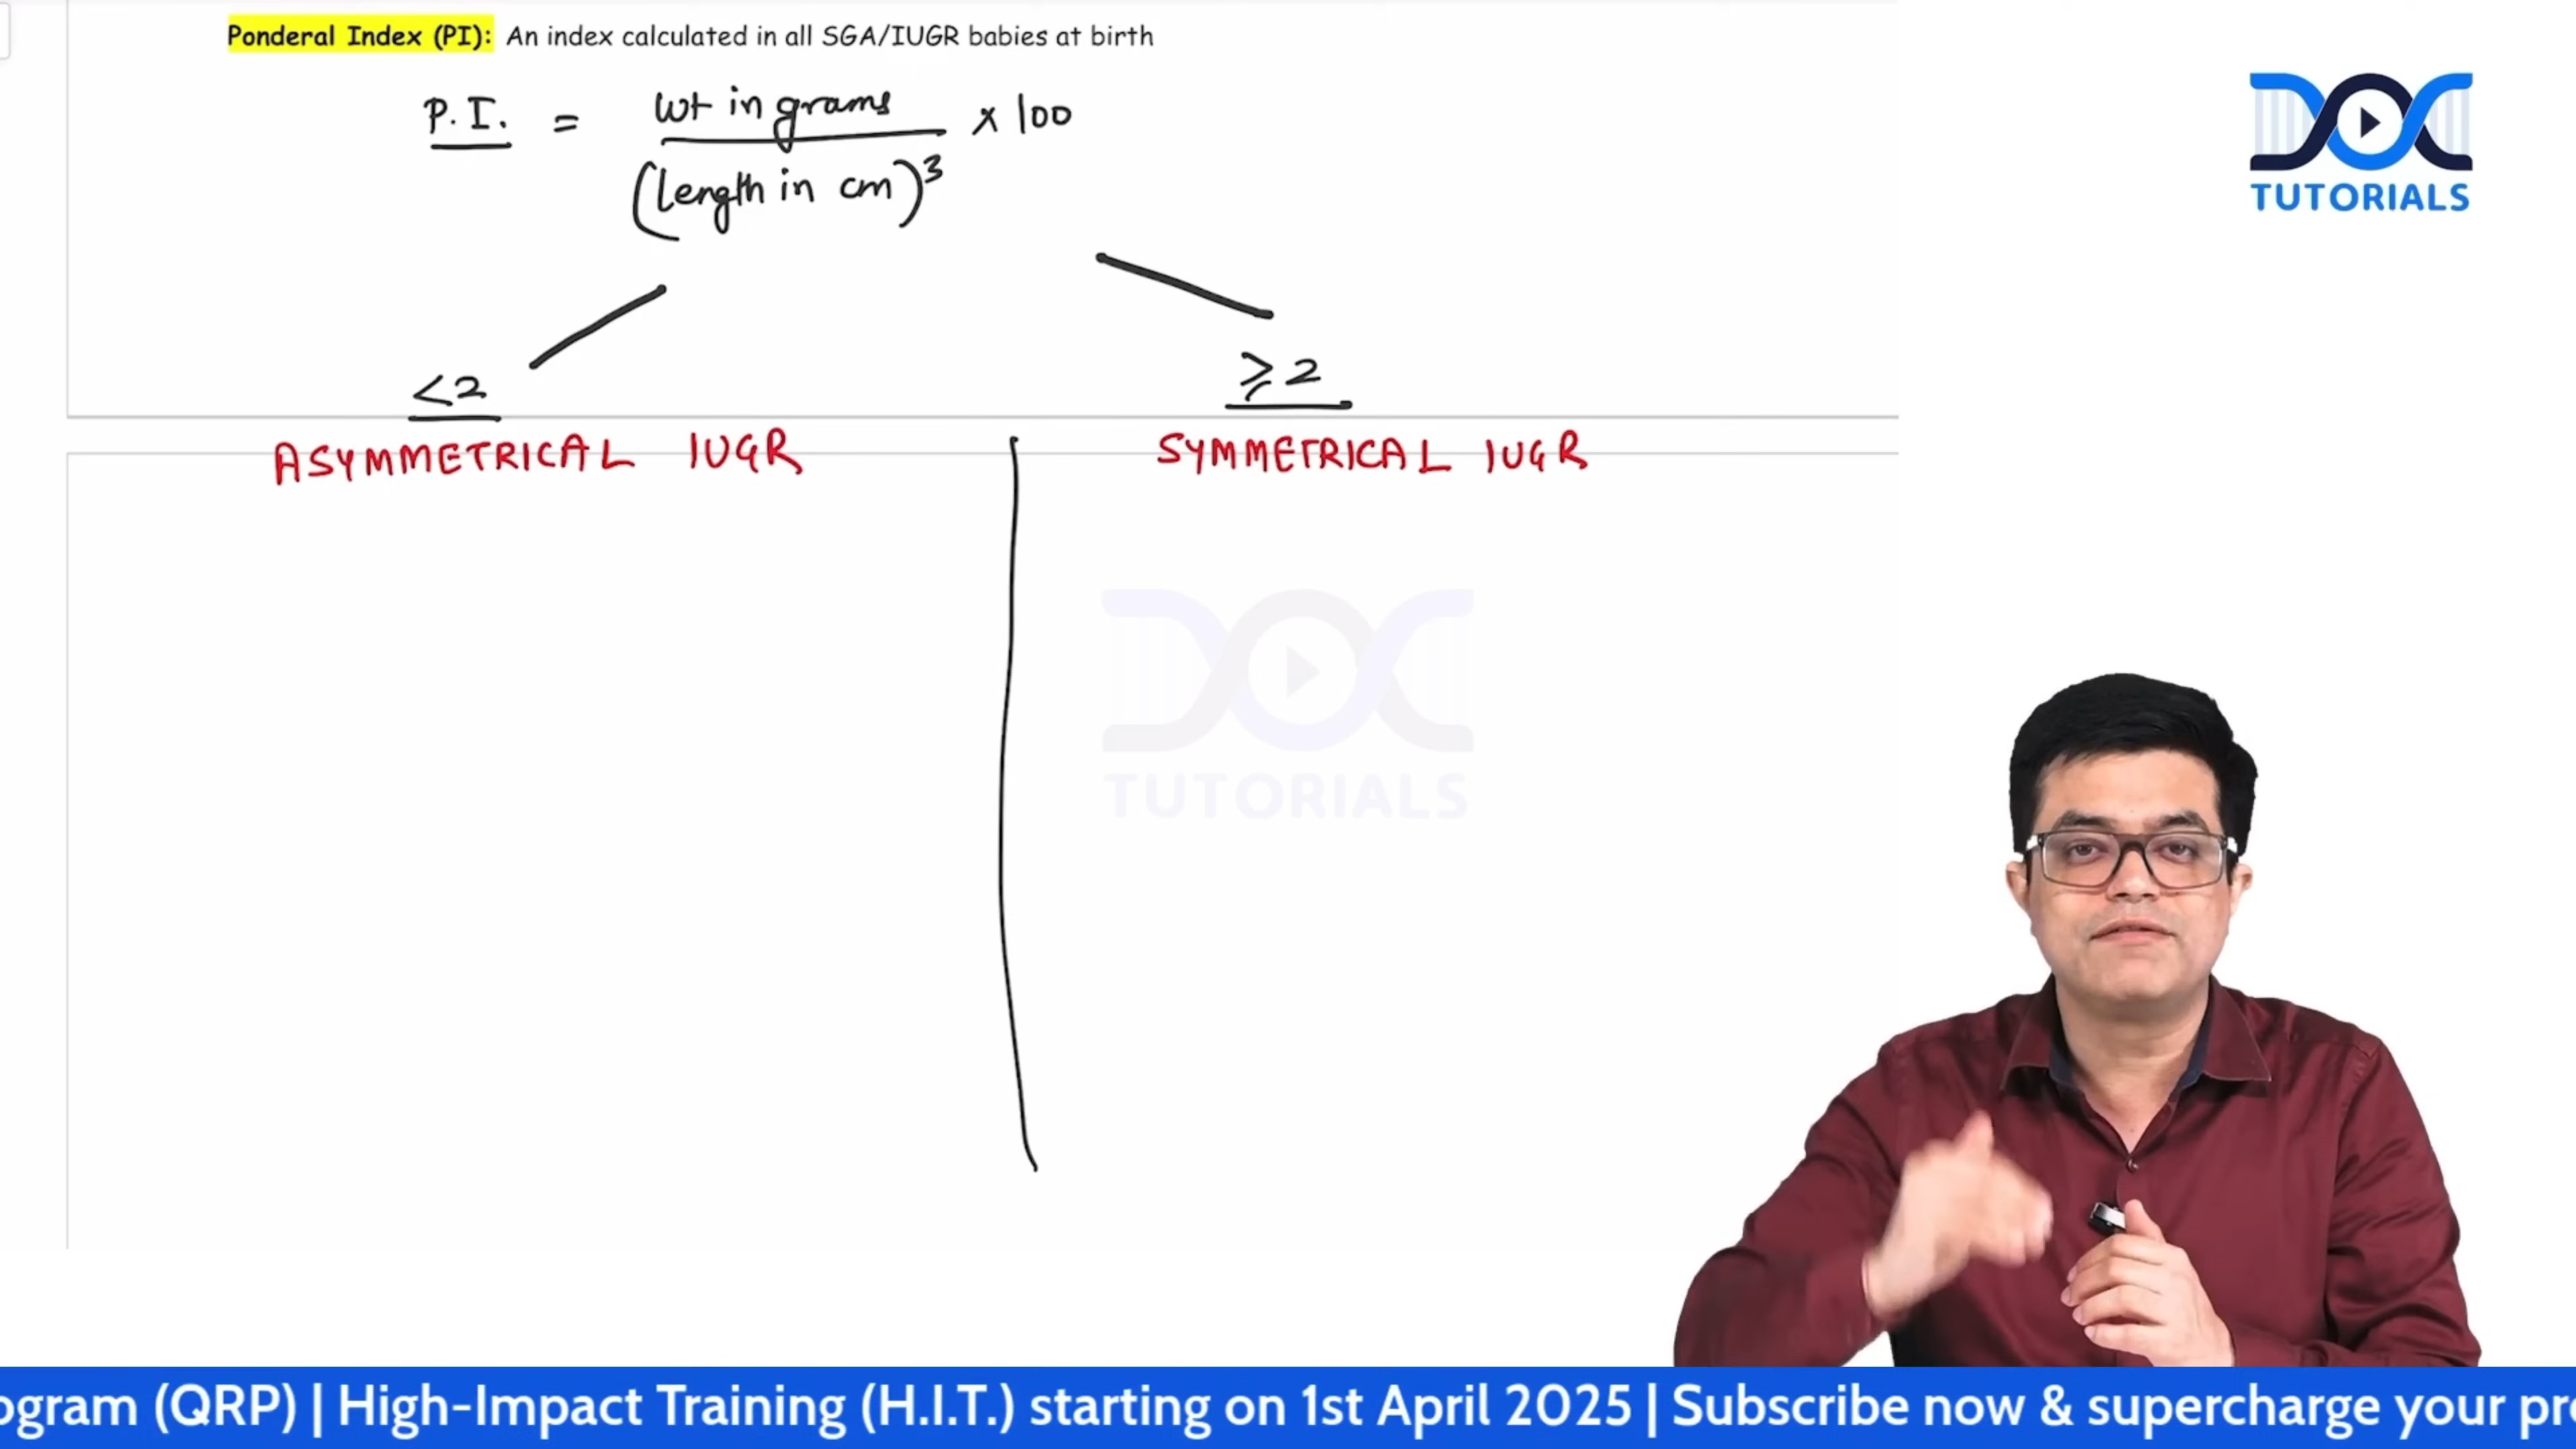 Ponderal Index (PI): An index calculated in all SGA/IUGR babies at birth
P.I. = wt in grams × 100
(length in cm)³
<2
≥2
ASYMMETRICAL IUGR
SYMMETRICAL IUGR
DOC
TUTORIALS
DOC
TUTORIALS
ogram (QRP) | High-Impact Training (H.I.T.) starting on 1st April 2025 | Subscribe now & supercharge your pr